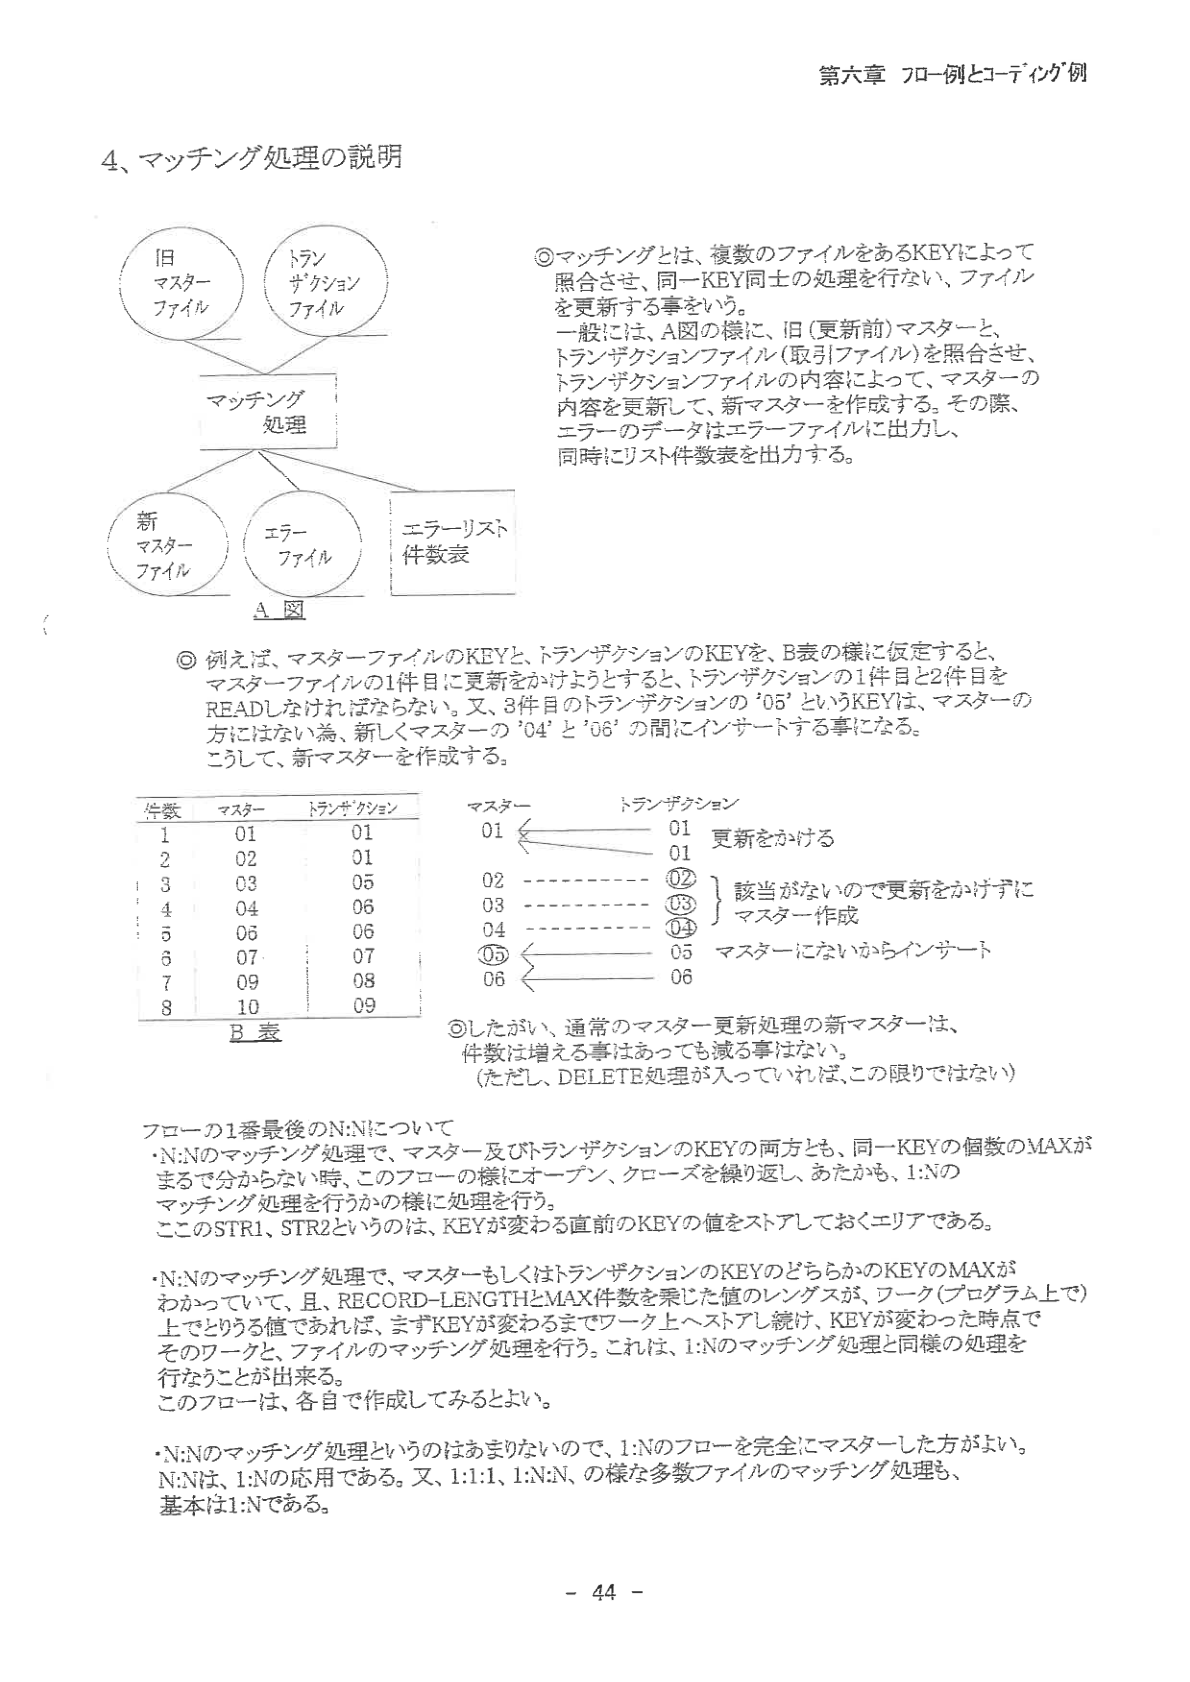 第六章 フロー例とコーディング例
4、マッチング処理の説明
旧
マスター
ファイル
トラン
ザクション
ファイル
マッチング
処理
新
マスター
ファイル
エラー
ファイル
エラーリスト
件数表
A 図
◎マッチングとは、複数のファイルをあるKEYによって
照合させ、同一KEY同士の処理を行ない、ファイル
を更新する事をいう。
一般には、A図の様に、旧(更新前)マスターと、
トランザクションファイル(取引ファイル)を照合させ、
トランザクションファイルの内容によって、マスターの
内容を更新して、新マスターを作成する。その際、
エラーのデータはエラーファイルに出力し、
同時にリスト件数表を出力する。
◎ 例えば、マスターファイルのKEYと、トランザクションのKEYを、B表の様に仮定すると、
マスターファイルの1件目に更新をかけようとすると、トランザクションの1件目と2件目を
READしなければならない。又、3件目のトランザクションの '05' というKEYは、マスターの
方にはない為、新しくマスターの '04' と '06' の間にインサートする事になる。
こうして、新マスターを作成する。
件数 マスター トランザクション
1 01 01
2 02 01
3 03 05
4 04 06
5 06 06
6 07 07
7 09 08
8 10 09
B 表
マスター トランザクション
01 01 更新をかける
01
02 02
03 03 該当がないので更新をかけずに
04 04 マスター作成
05 05 マスターにないからインサート
06 06
◎したがい、通常のマスター更新処理の新マスターは、
件数は増える事はあっても減る事はない。
(ただし、DELETE処理が入っていれば、この限りではない)
フローの1番最後のN:Nについて
・N:Nのマッチング処理で、マスター及びトランザクションのKEYの両方とも、同一KEYの個数のMAXが
まるで分からない時、このフローの様にオープン、クローズを繰り返し、あたかも、1:Nの
マッチング処理を行うかの様に処理を行う。
ここのSTR1、STR2というのは、KEYが変わる直前のKEYの値をストアしておくエリアである。
・N:Nのマッチング処理で、マスターもしくはトランザクションのKEYのどちらかのKEYのMAXが
わかっていて、且、RECORD-LENGTHとMAX件数を乗じた値のレングスが、ワーク(プログラム上で)
上でとりうる値であれば、まずKEYが変わるまでワーク上へストアし続け、KEYが変わった時点で
そのワークと、ファイルのマッチング処理を行う。これは、1:Nのマッチング処理と同様の処理を
行なうことが出来る。
このフローは、各自で作成してみるとよい。
・N:Nのマッチング処理というのはあまりないので、1:Nのフローを完全にマスターした方がよい。
N:Nは、1:Nの応用である。又、1:1:1、1:N:N、の様な多数ファイルのマッチング処理も、
基本は1:Nである。
- 44 -